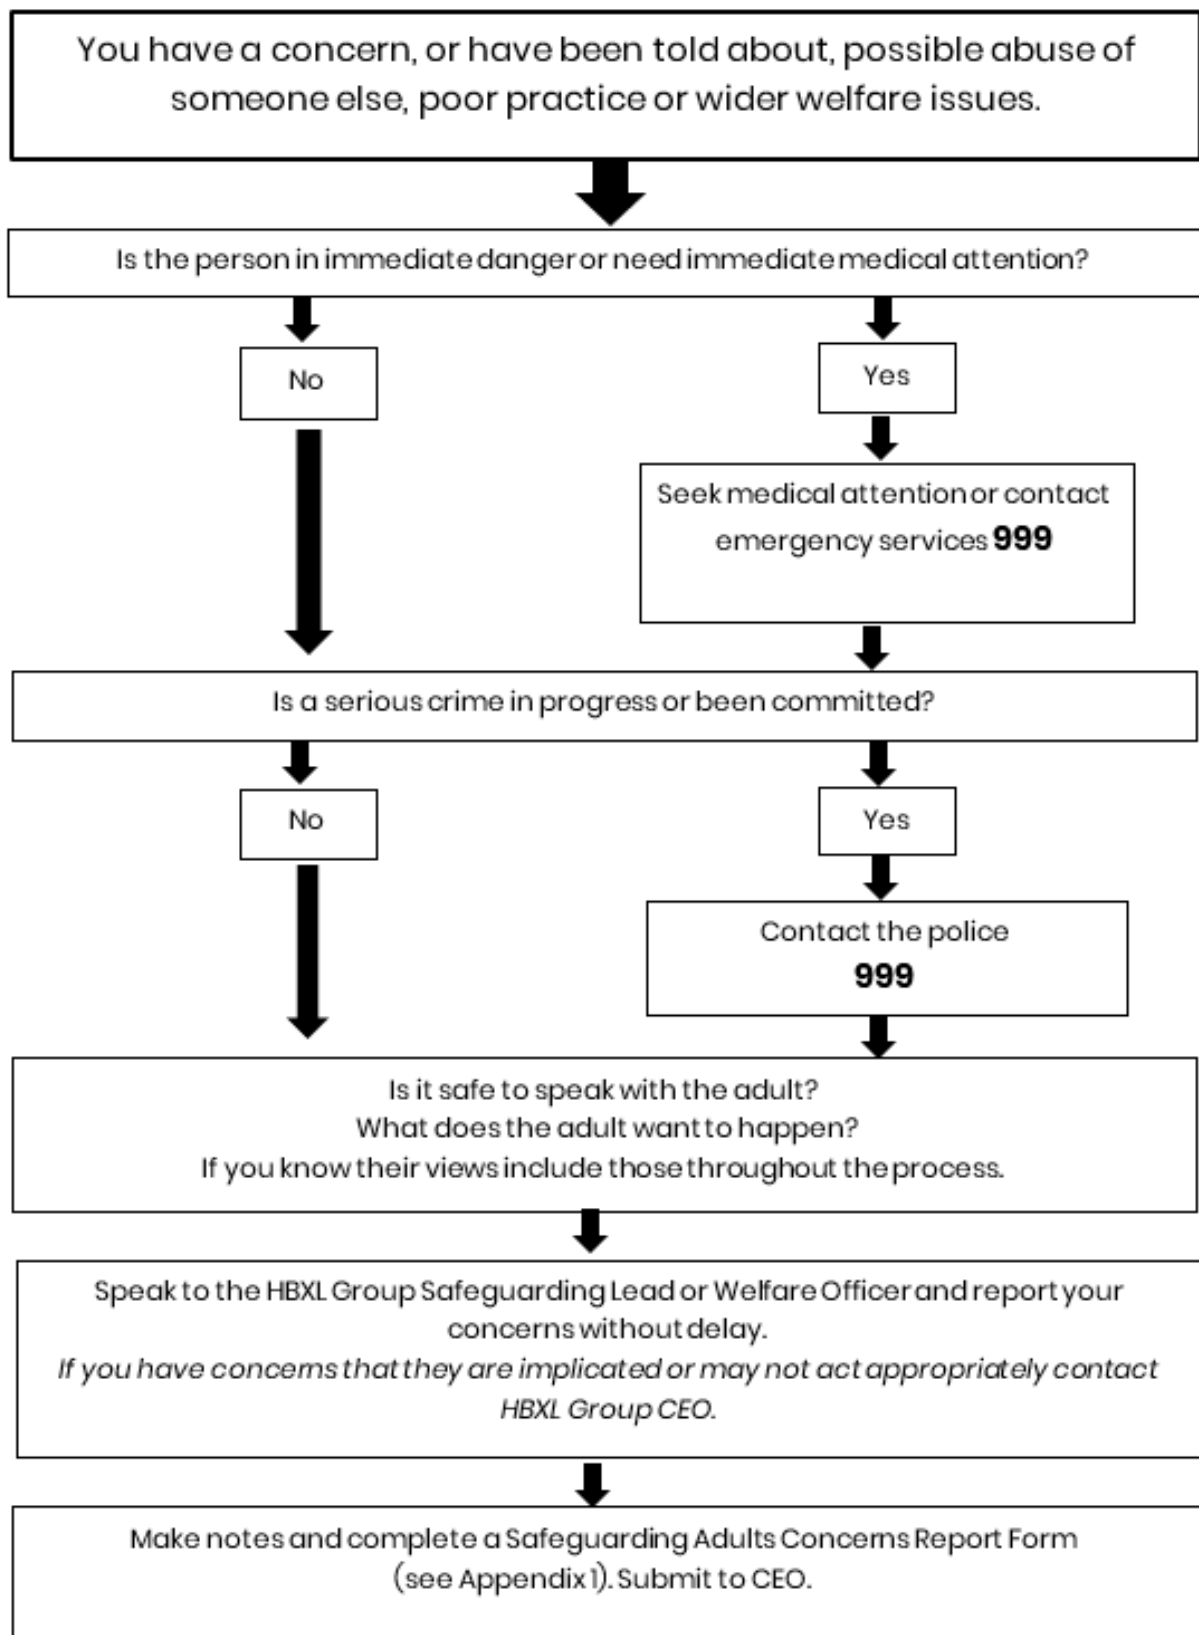 You have a concern, or have been told about, possible abuse of
someone else, poor practice or wider welfare issues.
Is the person in immediate danger or need immediate medical attention?
No
Yes
Seek medical attention or contact
emergency services 999
Is a serious crime in progress or been committed?
No
Yes
Contact the police
999
Is it safe to speak with the adult?
What does the adult want to happen?
If you know their views include those throughout the process.
Speak to the HBXL Group Safeguarding Lead or Welfare Officer and report your
concerns without delay.
If you have concerns that they are implicated or may not act appropriately contact
HBXL Group CEO.
Make notes and complete a Safeguarding Adults Concerns Report Form
(see Appendix 1). Submit to CEO.